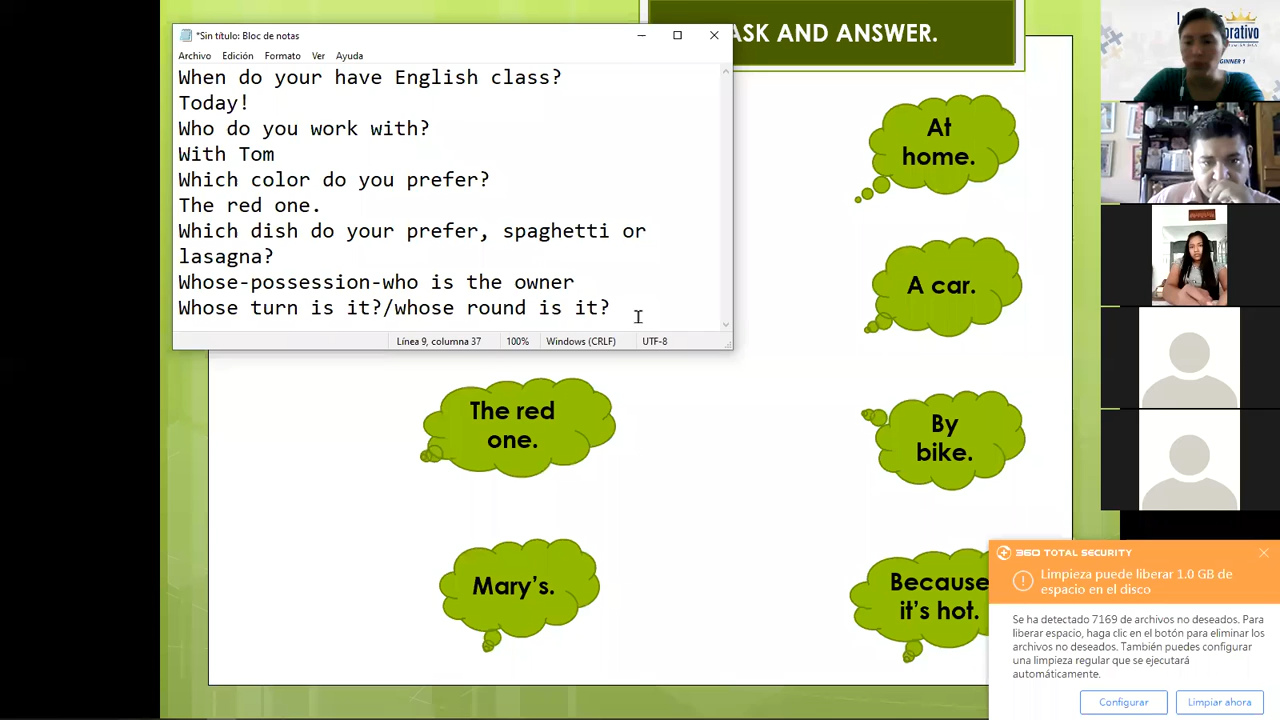 *Sin título: Bloc de notas
Archivo Edición Formato Ver Ayuda
When do your have English class?
Today!
Who do you work with?
With Tom
Which color do you prefer?
The red one.
Which dish do your prefer, spaghetti or
lasagna?
Whose-possession-who is the owner
Whose turn is it?/whose round is it?
Línea 9, columna 37 100% Windows (CRLF) UTF-8
ASK AND ANSWER.
At
home.
A car.
The red
one.
By
bike.
Mary's.
Because
it's hot.
360 TOTAL SECURITY
Limpieza puede liberar 1.0 GB de
espacio en el disco
Se ha detectado 7169 de archivos no deseados. Para
liberar espacio, haga clic en el botón para eliminar los
archivos no deseados. También puedes configurar
una limpieza regular que se ejecutará
automáticamente.
Configurar Limpiar ahora